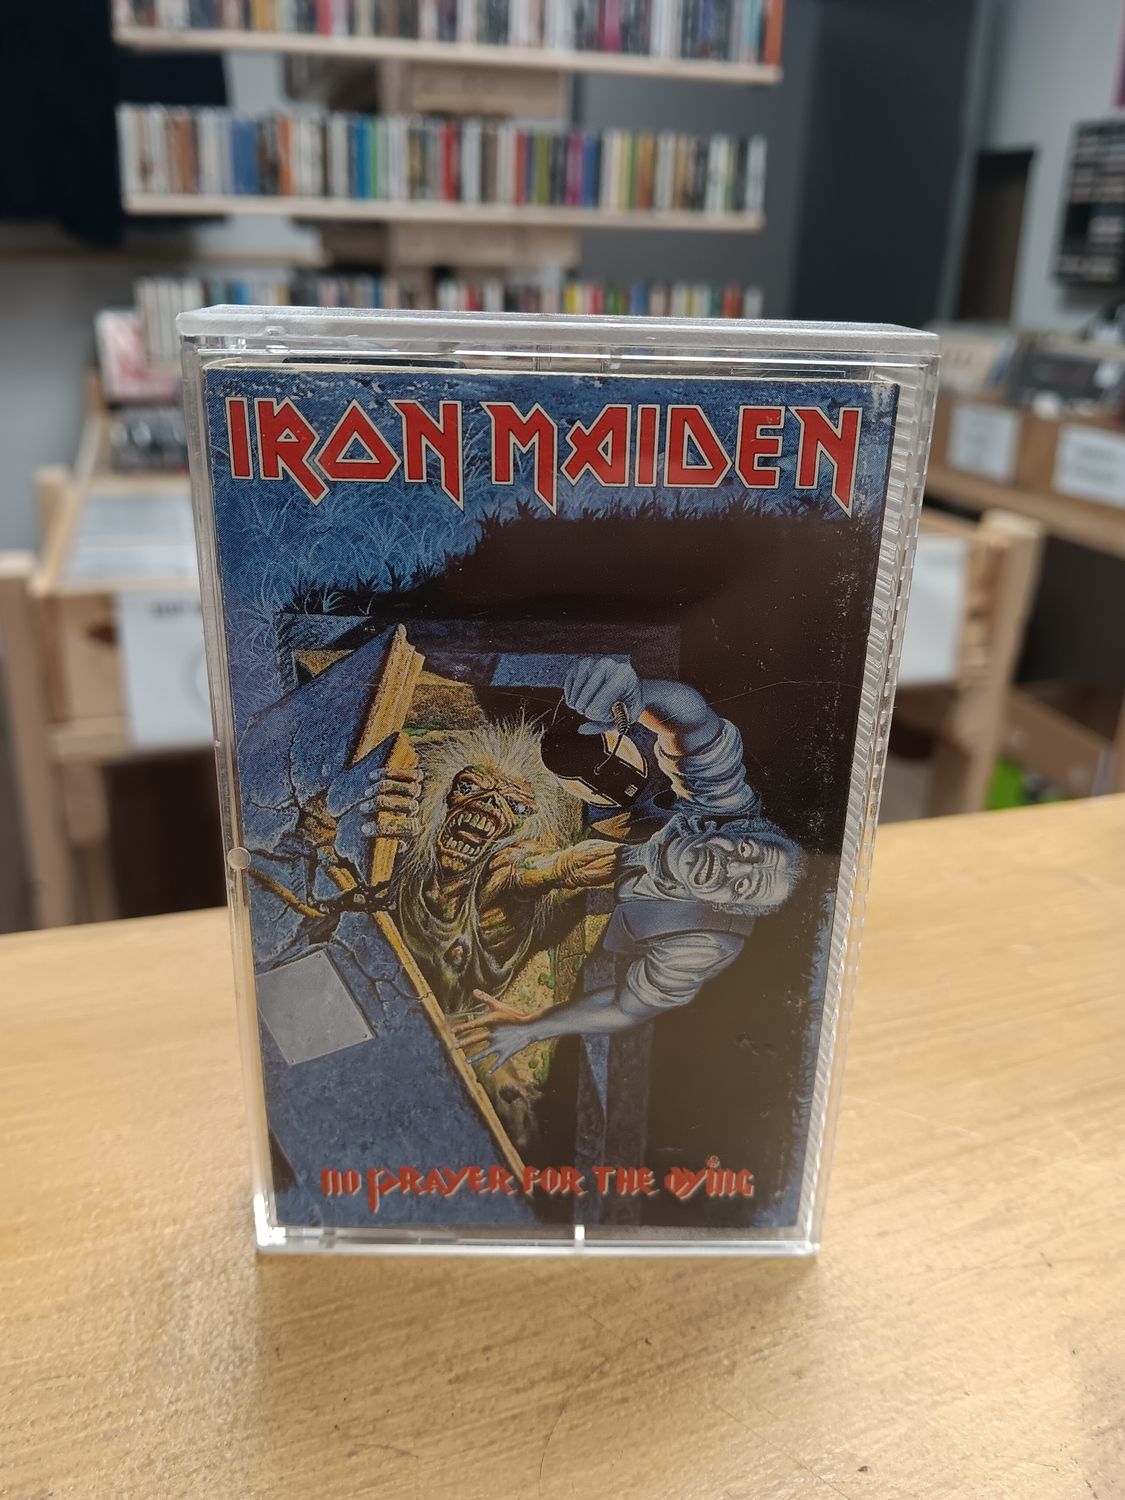 IRON MAIDEN
NO PRAYER FOR THE DYING